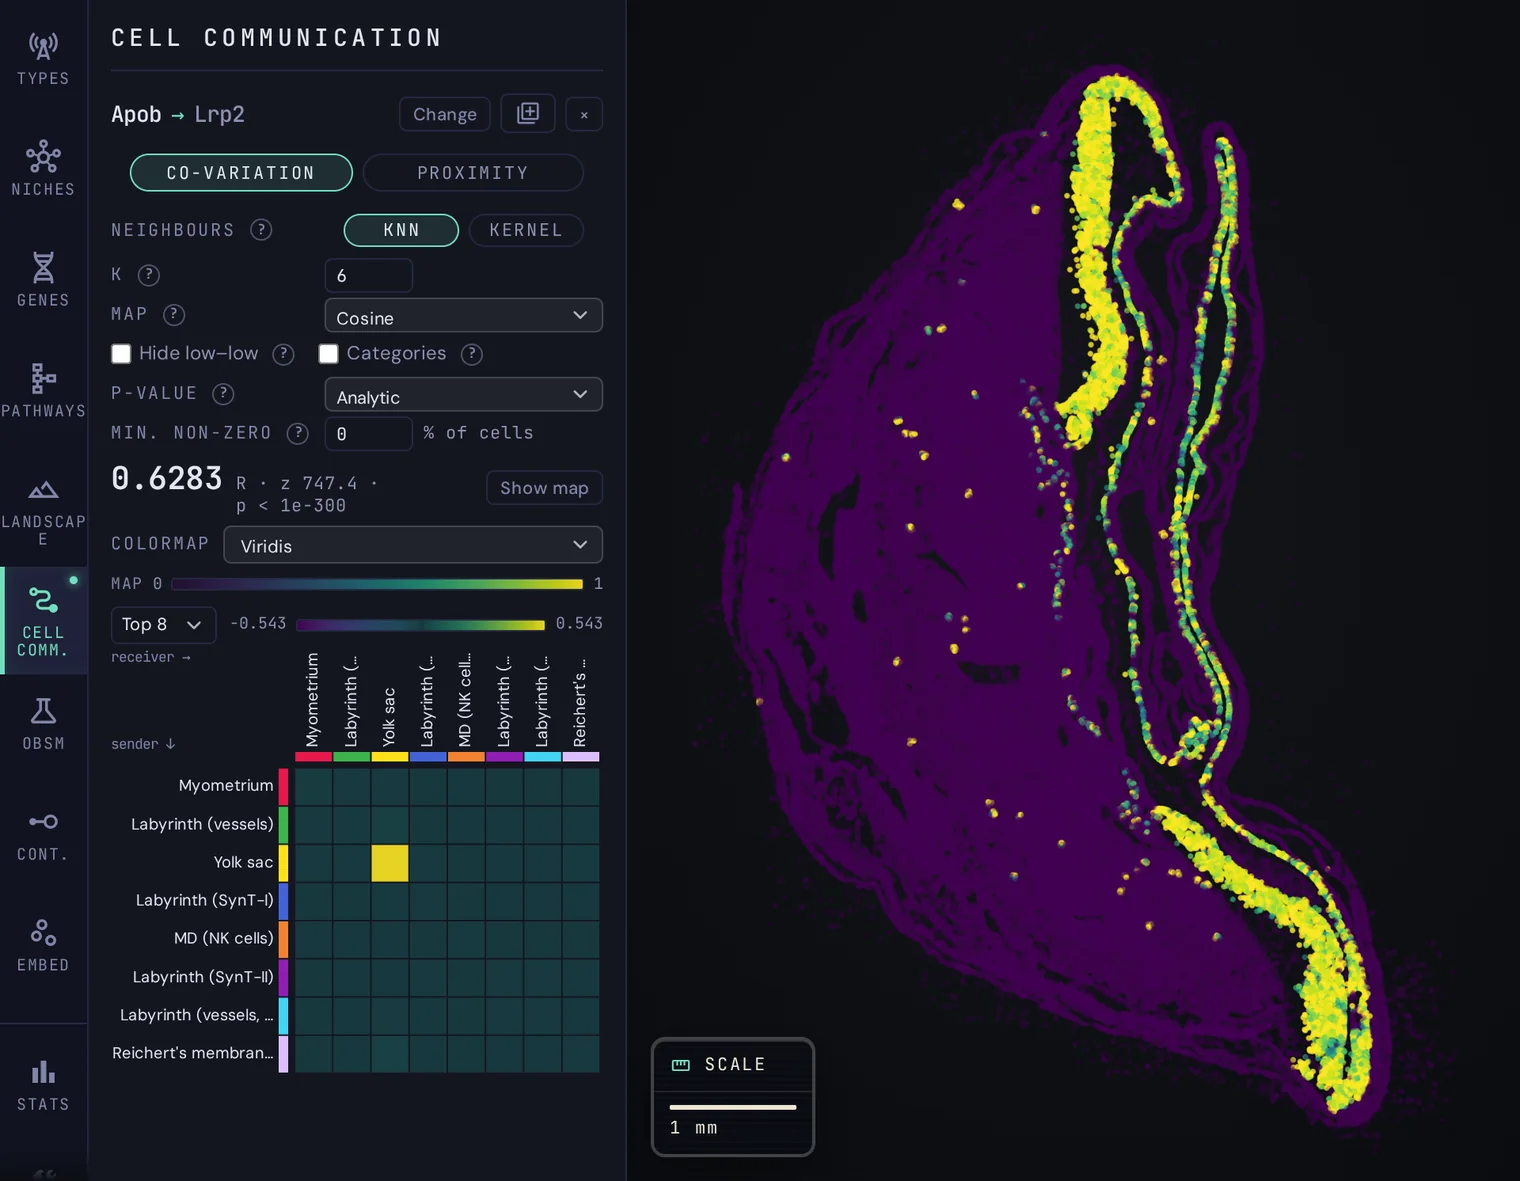 CELL COMMUNICATION
TYPES
NICHES
GENES
PATHWAYS
LANDSCAP
E
CELL
COMM.
OBSM
CONT.
EMBED
STATS
Apob → Lrp2
Change
×
CO-VARIATION
PROXIMITY
NEIGHBOURS ?
KNN
KERNEL
K ?
6
MAP ?
Cosine
Hide low–low ?
Categories ?
P-VALUE ?
Analytic
MIN. NON-ZERO ?
0
% of cells
0.6283 R · z 747.4 ·
p < 1e-300
Show map
COLORMAP
Viridis
MAP 0
1
Top 8
-0.543
0.543
receiver →
sender ↓
Myometrium
Labyrinth (…
Yolk sac
Labyrinth (…
MD (NK cell…
Labyrinth (…
Labyrinth (…
Reichert's …
Myometrium
Labyrinth (vessels)
Yolk sac
Labyrinth (SynT-I)
MD (NK cells)
Labyrinth (SynT-II)
Labyrinth (vessels, …
Reichert's membran…
SCALE
1 mm